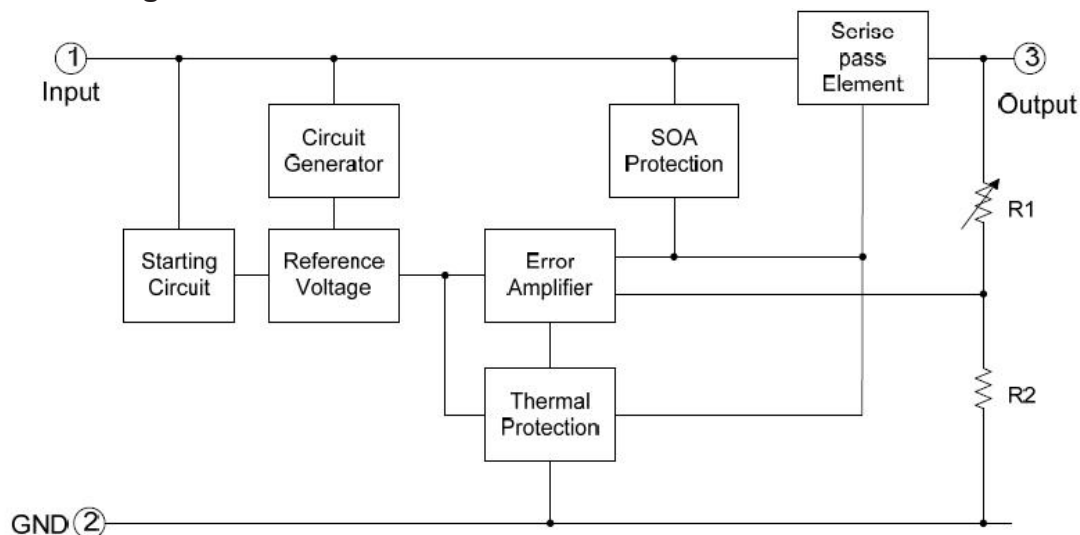 Serise
pass
Element
1
Input
3
Output
Circuit
Generator
SOA
Protection
R1
Starting
Circuit
Reference
Voltage
Error
Amplifier
Thermal
Protection
R2
GND 2